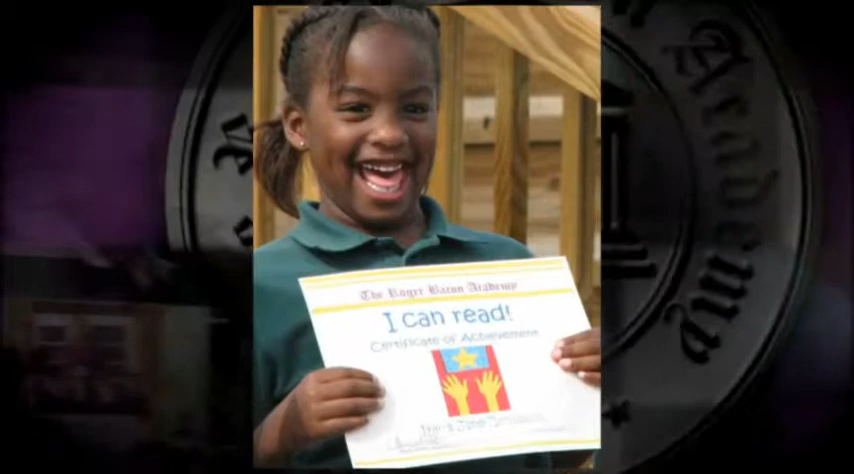 The Roger Bacon Academy
I can read!
Certificate of Achievement
Academy